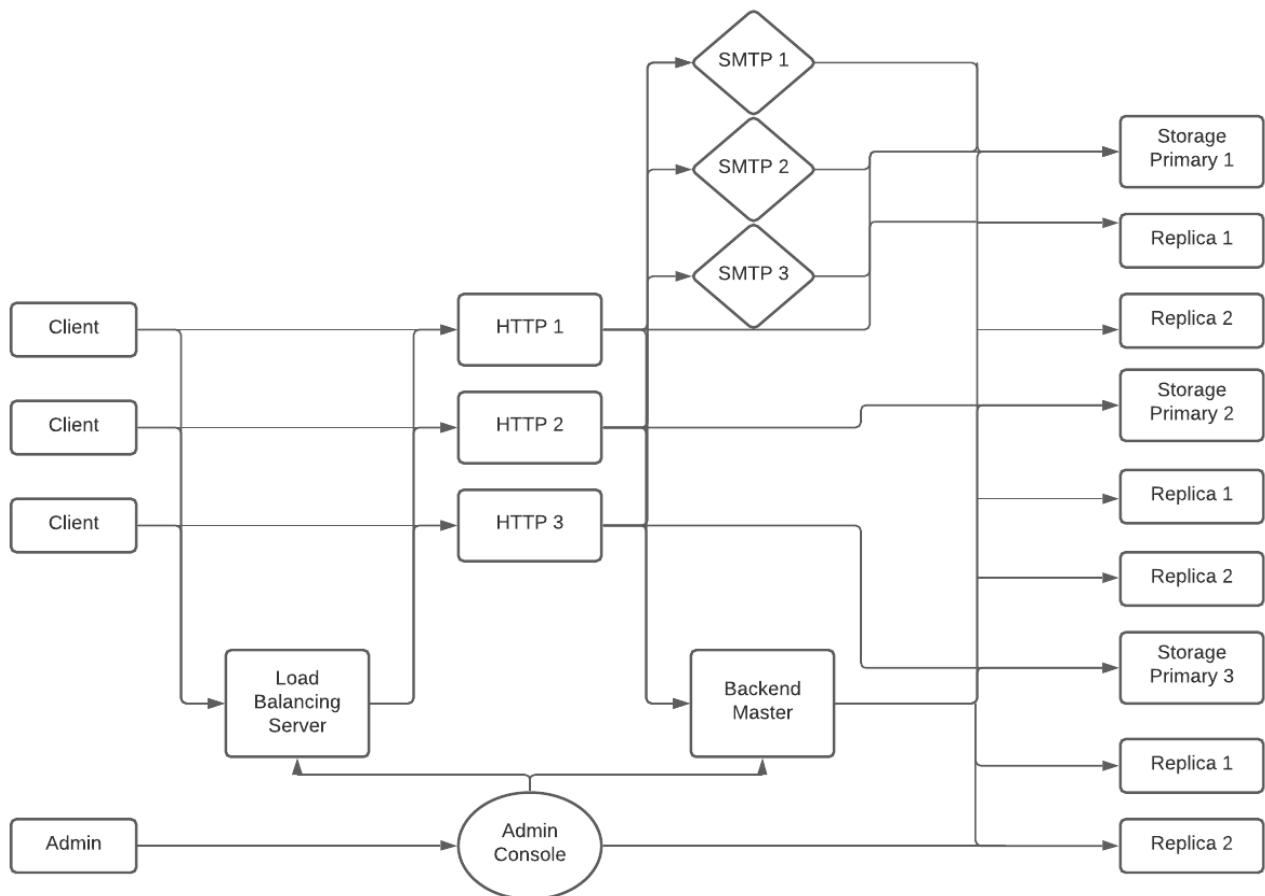 SMTP 1
SMTP 2
SMTP 3
Storage
Primary 1
Replica 1
Replica 2
Storage
Primary 2
Replica 1
Replica 2
Storage
Primary 3
Replica 1
Replica 2
Client
Client
Client
HTTP 1
HTTP 2
HTTP 3
Load
Balancing
Server
Backend
Master
Admin
Admin
Console